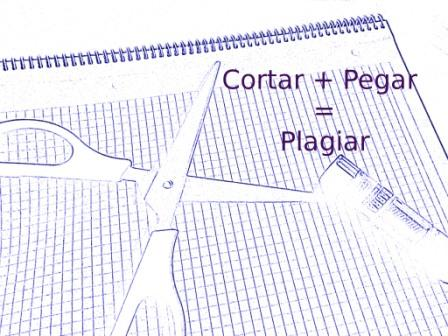 Cortar + Pegar
=
Plagiar